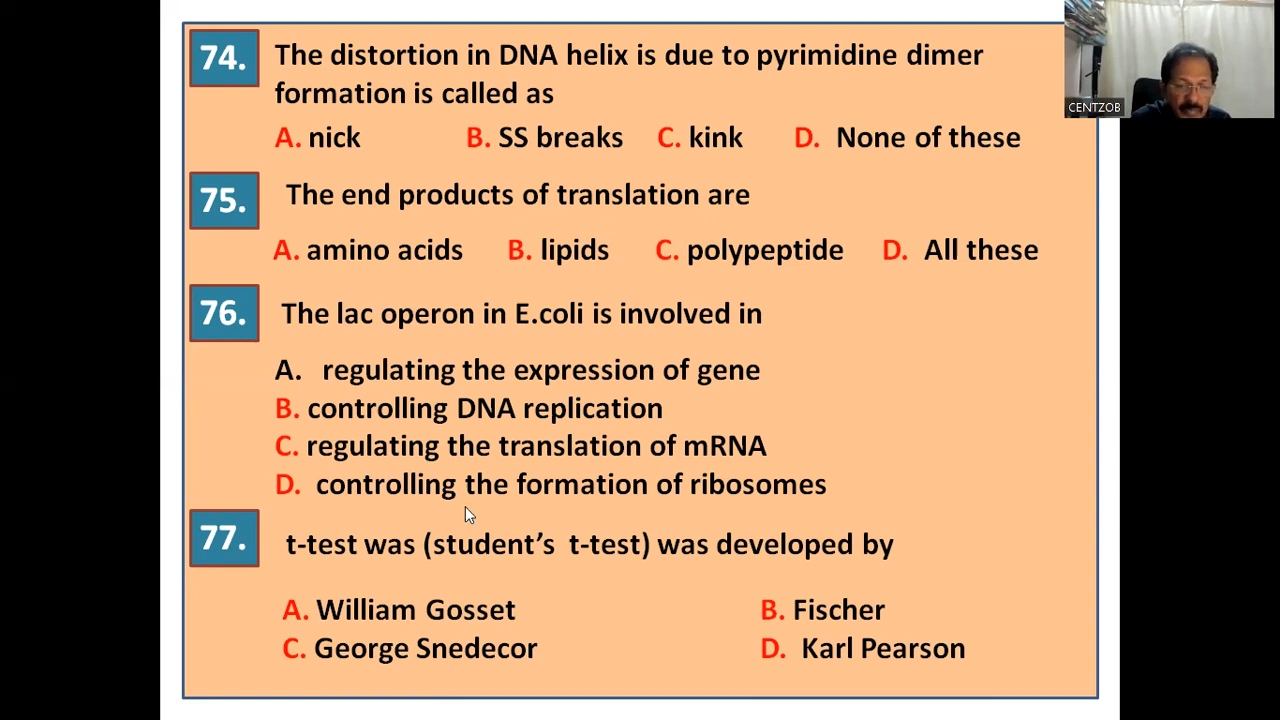 74. The distortion in DNA helix is due to pyrimidine dimer
formation is called as
A. nick B. SS breaks C. kink D. None of these
75. The end products of translation are
A. amino acids B. lipids C. polypeptide D. All these
76. The lac operon in E.coli is involved in
A. regulating the expression of gene
B. controlling DNA replication
C. regulating the translation of mRNA
D. controlling the formation of ribosomes
77. t-test was (student’s t-test) was developed by
A. William Gosset B. Fischer
C. George Snedecor D. Karl Pearson
CENTZOB